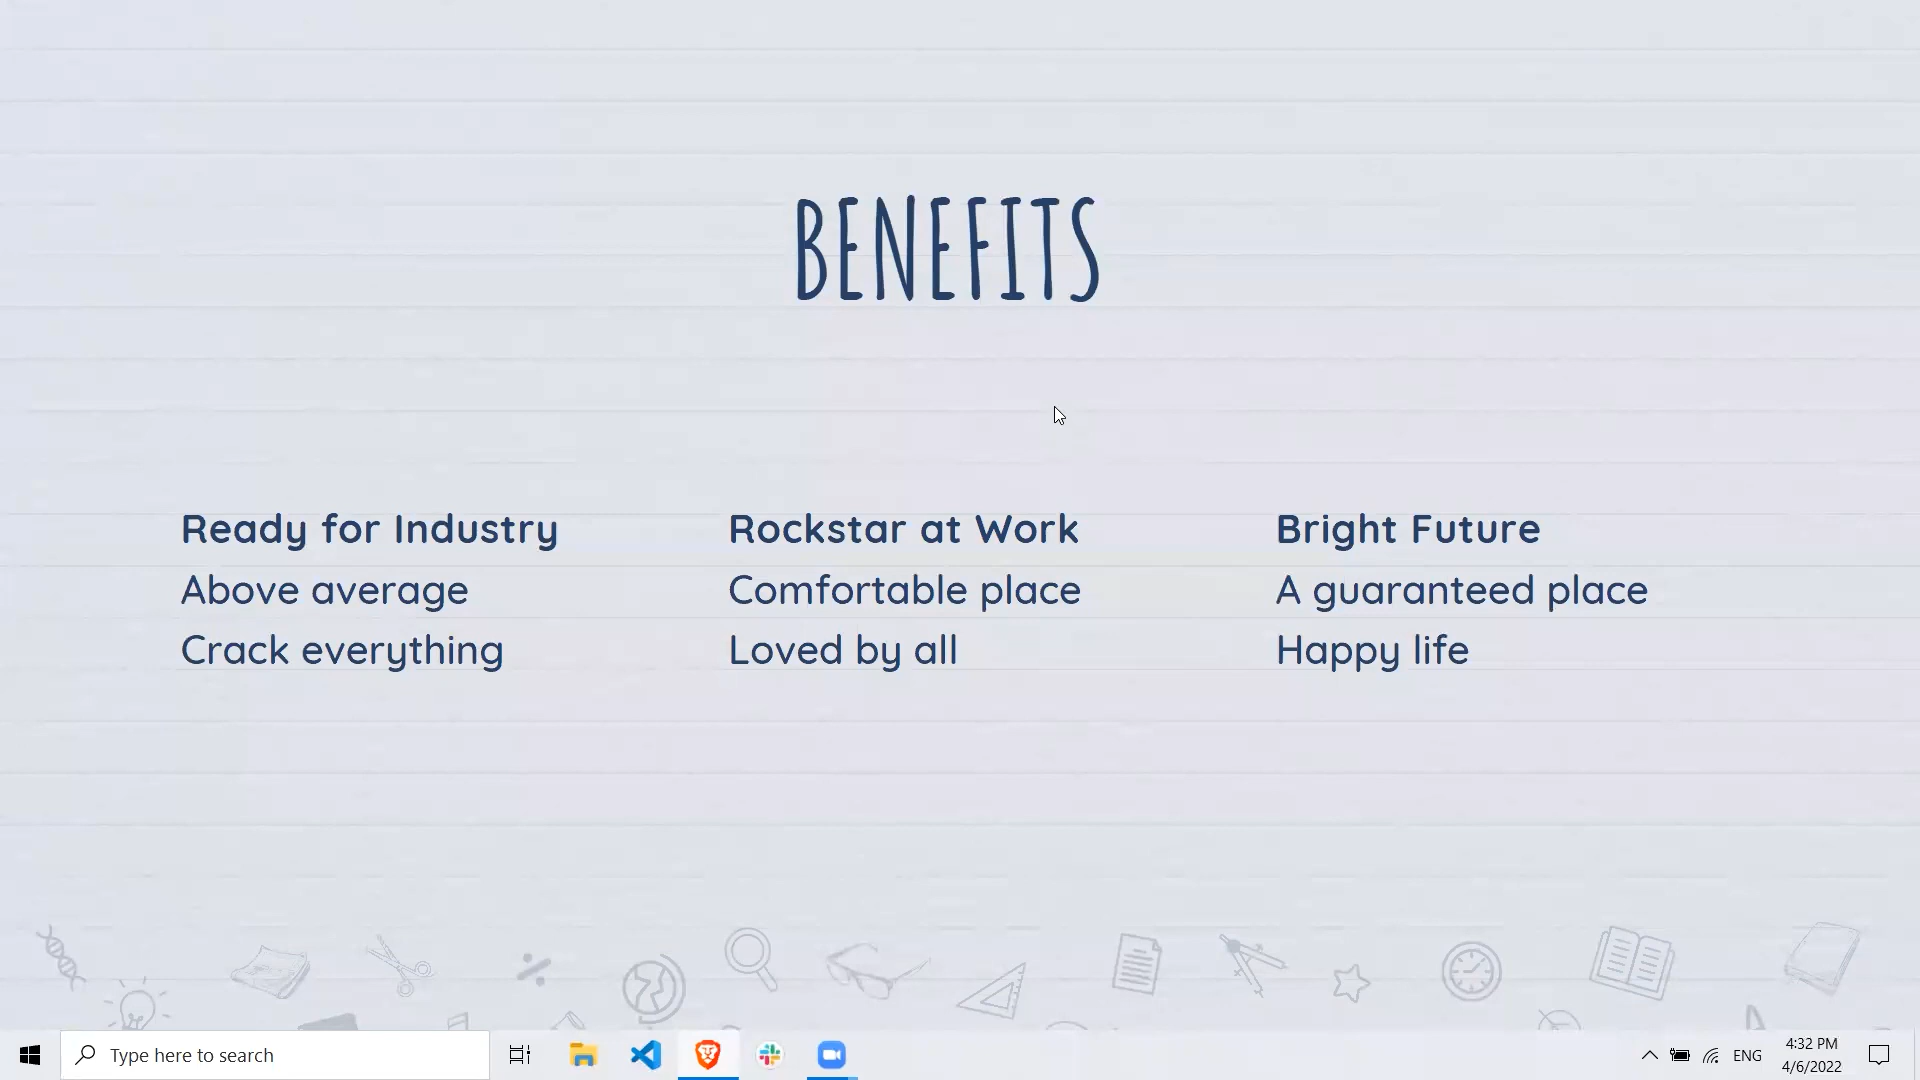 BENEFITS
Ready for Industry
Above average
Crack everything
Rockstar at Work
Comfortable place
Loved by all
Bright Future
A guaranteed place
Happy life
Type here to search
ENG
4:32 PM
4/6/2022